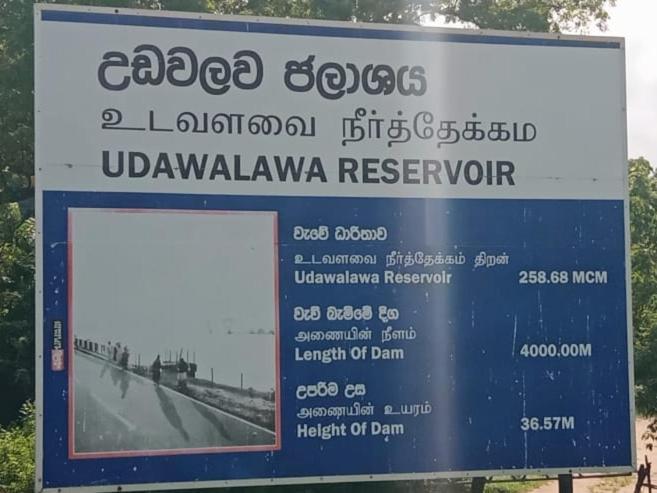 උඩවලව ජලාශය
உடவளவை நீர்த்தேக்கம
UDAWALAWA RESERVOIR
වැවේ ධාරිතාව
உடவளவை நீர்த்தேக்கம் திறன்
Udawalawa Reservoir 258.68 MCM
වැව් බැම්මේ දිග
அணையின் நீளம்
Length Of Dam 4000.00M
උපරිම උස
அணையின் உயரம்
Height Of Dam 36.57M